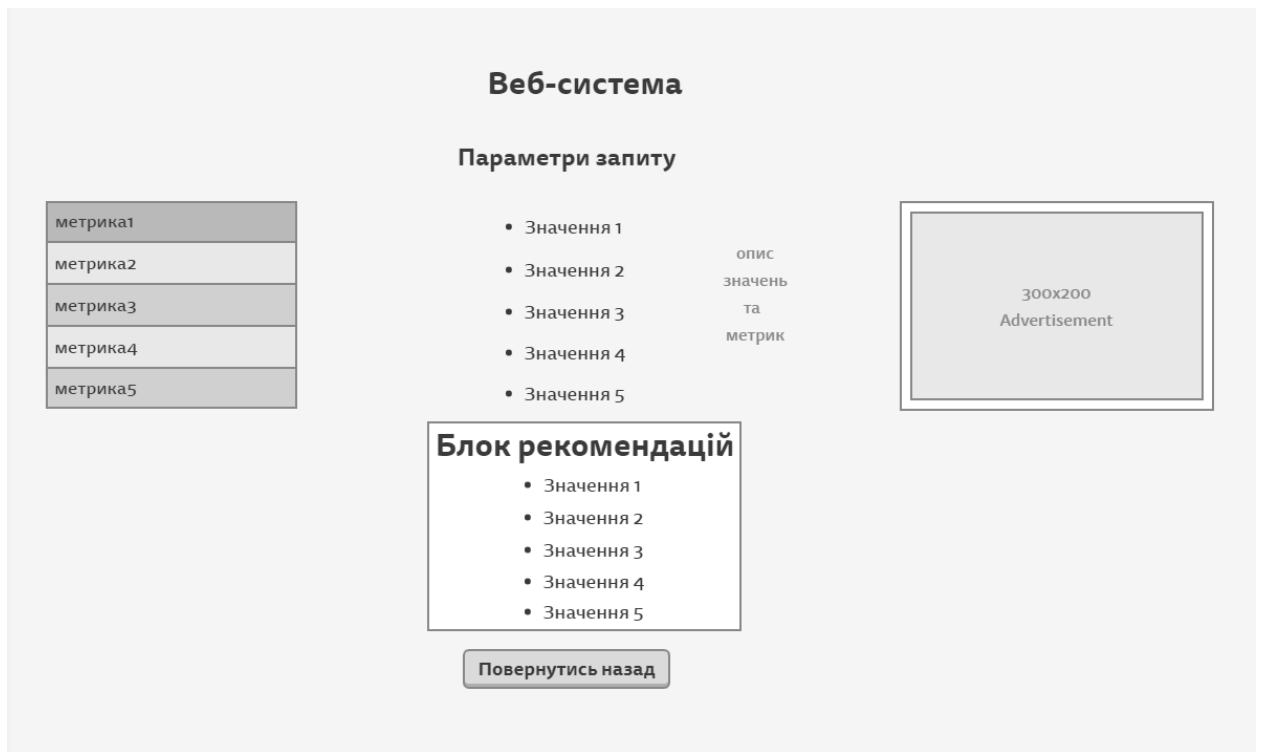 Веб-система
Параметри запиту
метрика1
метрика2
метрика3
метрика4
метрика5
• Значення 1
• Значення 2
• Значення 3
• Значення 4
• Значення 5
опис
значень
та
метрик
300x200
Advertisement
Блок рекомендацій
• Значення 1
• Значення 2
• Значення 3
• Значення 4
• Значення 5
Повернутись назад